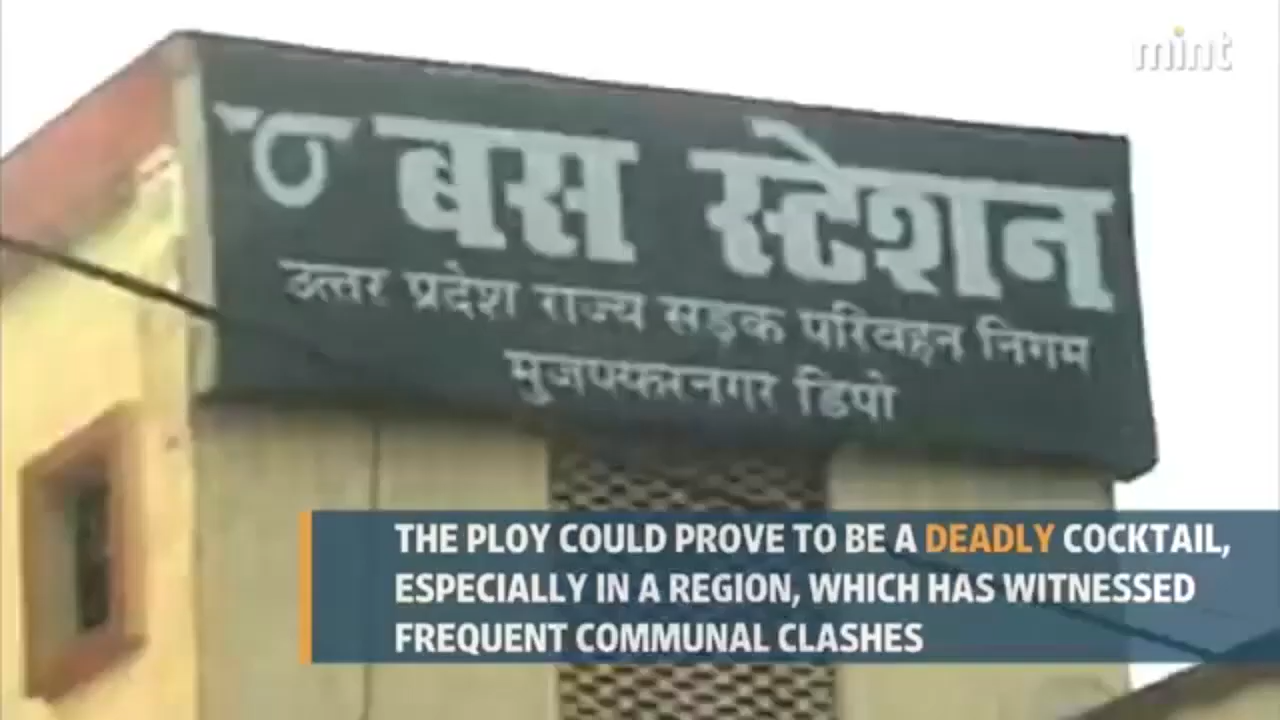 mint
बस स्टेशन
उत्तर प्रदेश राज्य सड़क परिवहन निगम
मुजफ्फरनगर डिपो
THE PLOY COULD PROVE TO BE A DEADLY COCKTAIL,
ESPECIALLY IN A REGION, WHICH HAS WITNESSED
FREQUENT COMMUNAL CLASHES